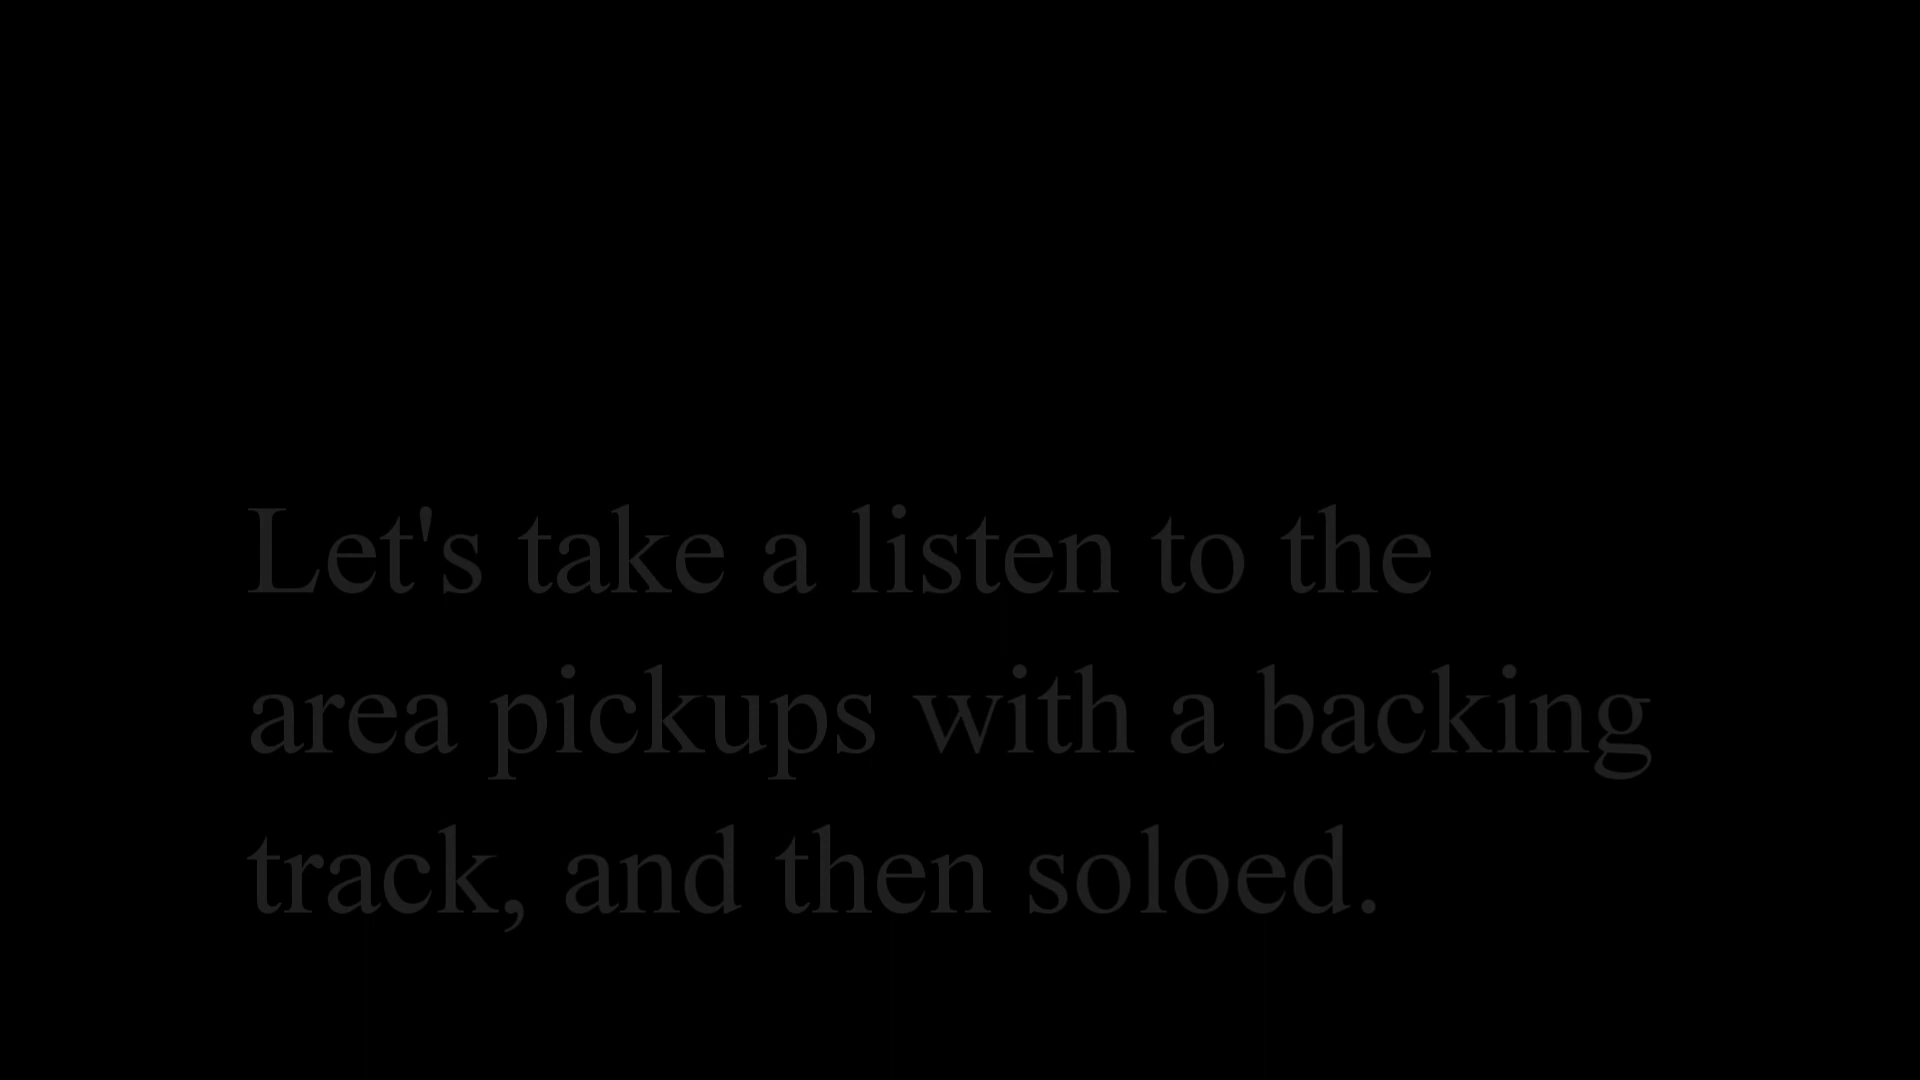 Let's take a listen to the
area pickups with a backing
track, and then soloed.